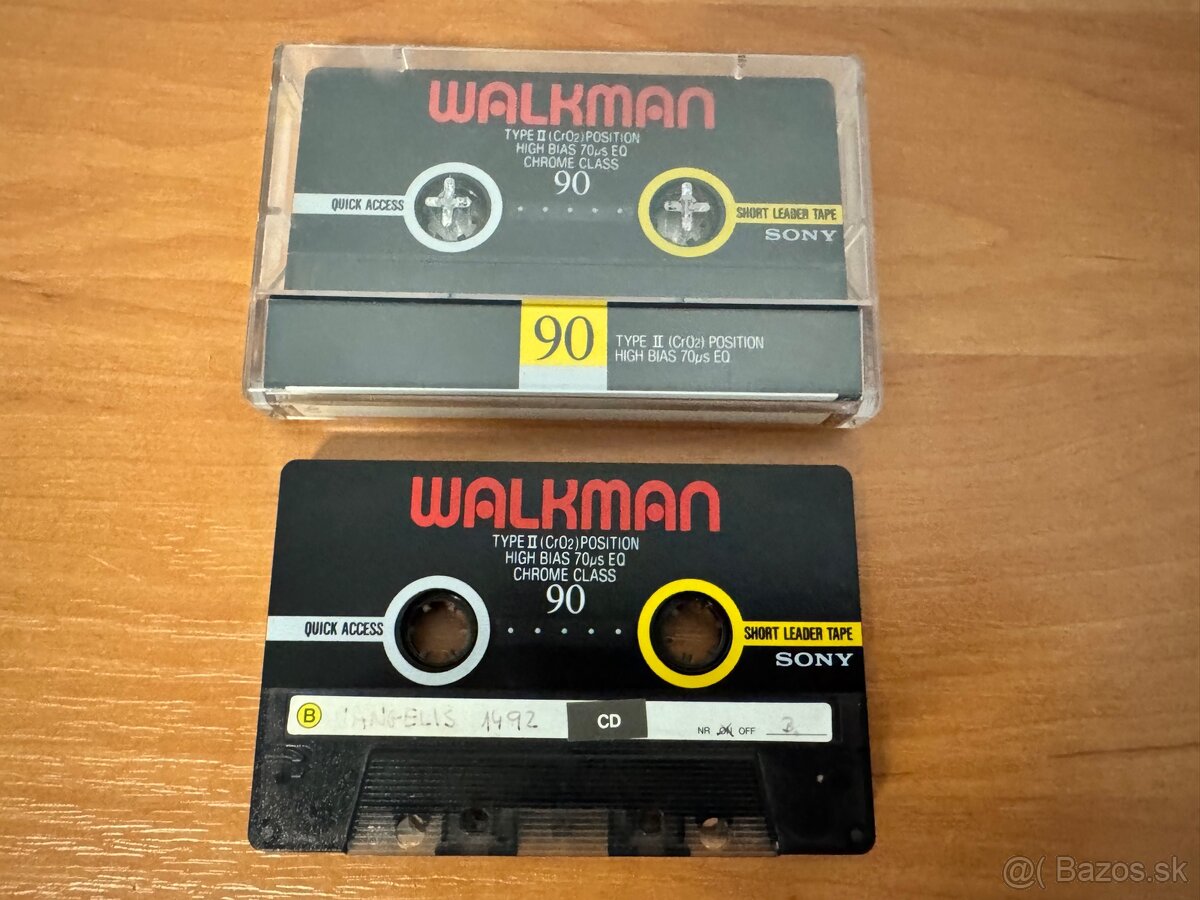 WALKMAN
TYPE II (CrO2) POSITION
HIGH BIAS 70µs EQ
CHROME CLASS
90
QUICK ACCESS
SHORT LEADER TAPE
SONY
90
TYPE II (CrO2) POSITION
HIGH BIAS 70µs EQ
WALKMAN
TYPE II (CrO2) POSITION
HIGH BIAS 70µs EQ
CHROME CLASS
90
QUICK ACCESS
SHORT LEADER TAPE
SONY
B VANGELIS 1492 CD NR ON OFF 3
@( Bazos.sk